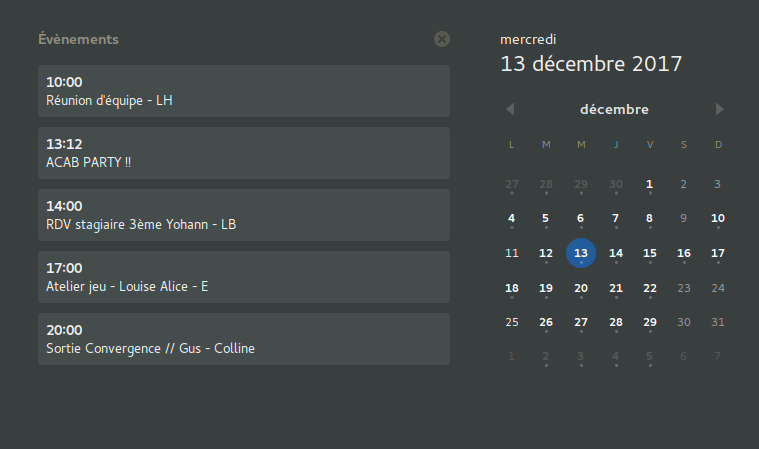 Évènements
10:00
Réunion d'équipe - LH
13:12
ACAB PARTY !!
14:00
RDV stagiaire 3ème Yohann - LB
17:00
Atelier jeu - Louise Alice - E
20:00
Sortie Convergence // Gus - Colline
mercredi
13 décembre 2017
décembre
L M M J V S D
27 28 29 30 1 2 3
4 5 6 7 8 9 10
11 12 13 14 15 16 17
18 19 20 21 22 23 24
25 26 27 28 29 30 31
1 2 3 4 5 6 7